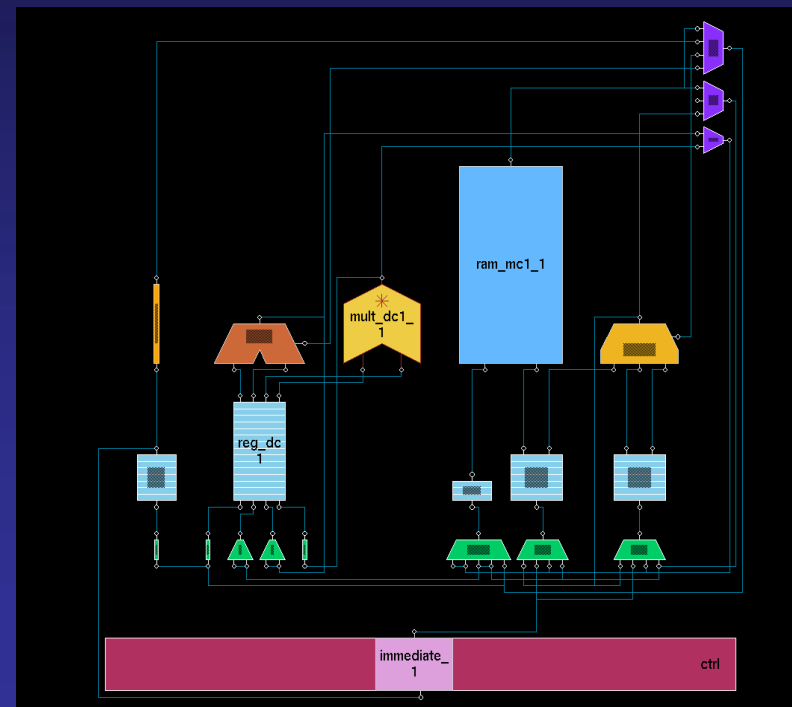 ram_mc1_1
mult_dc1_
1
reg_dc
1
immediate_
1
ctrl